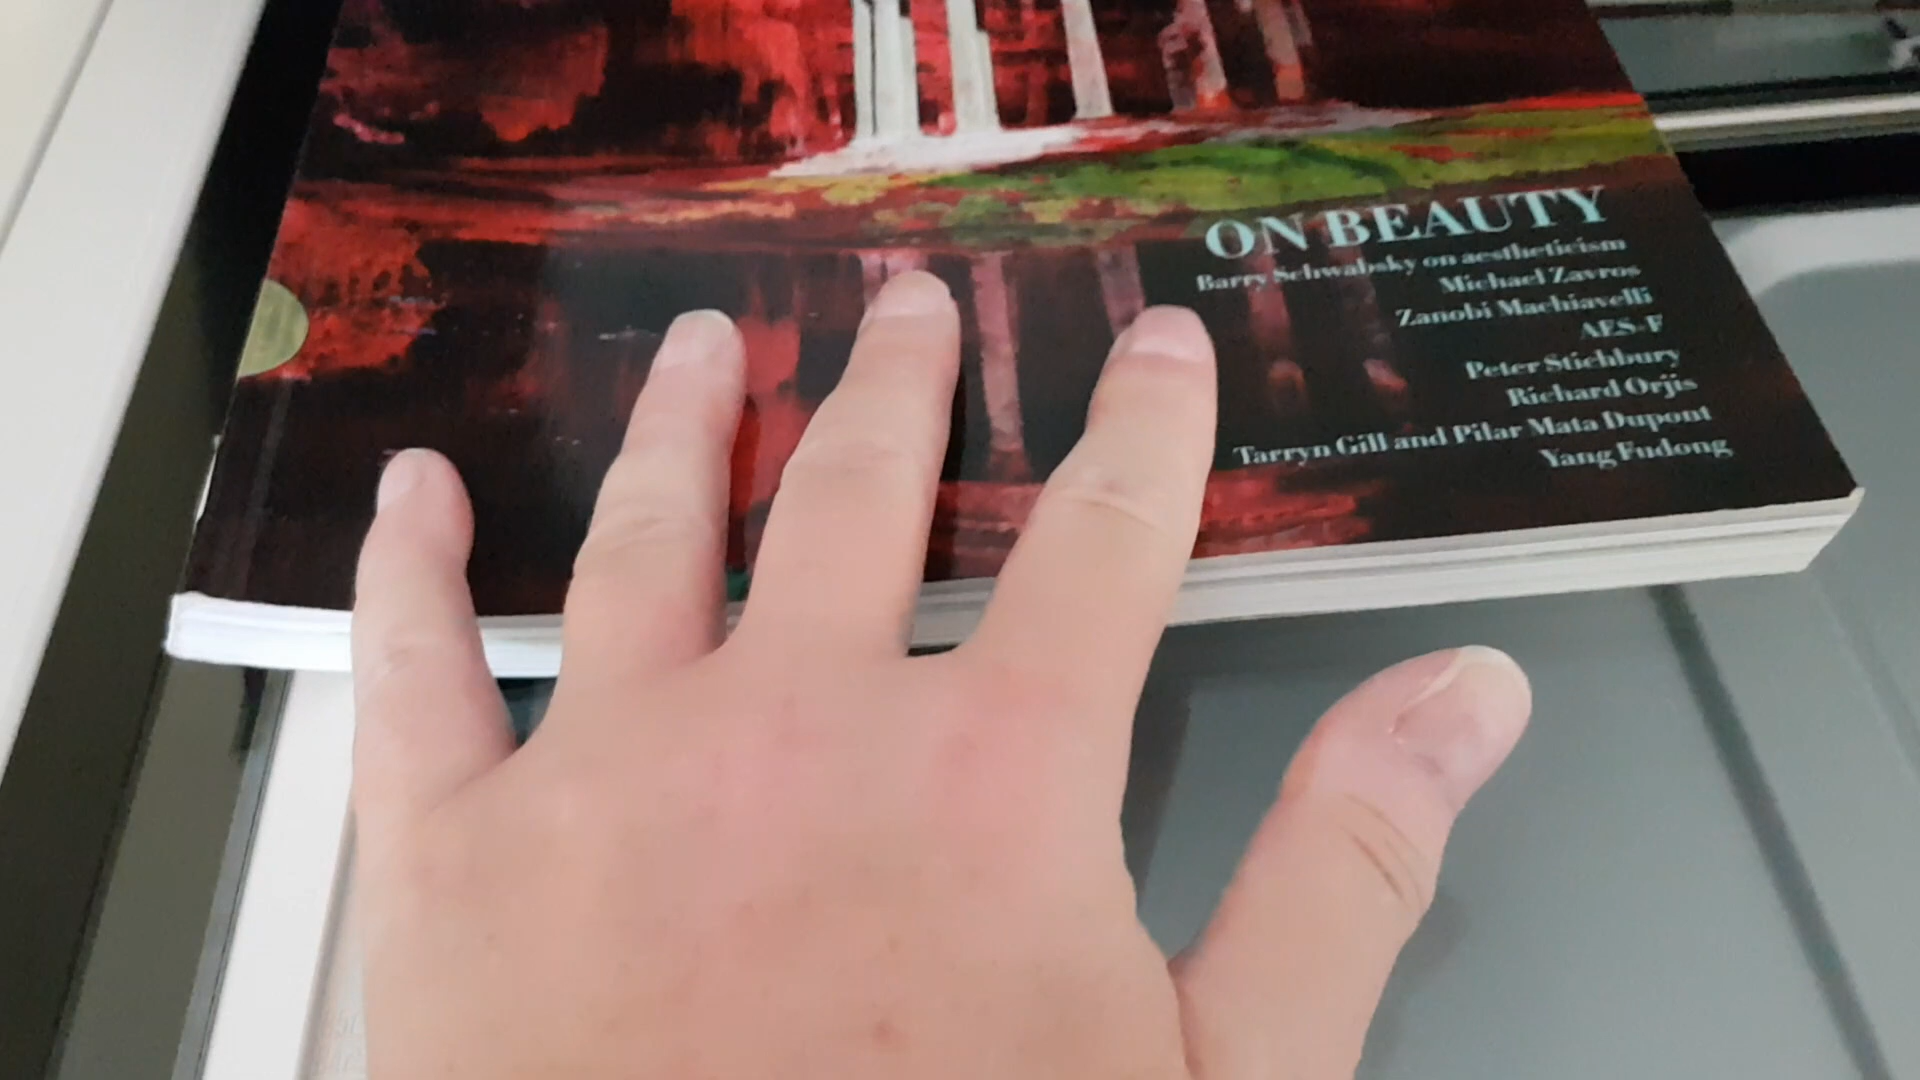 ON BEAUTY
Barry Schwabsky on aestheticism
Michael Zavros
Zanobi Machiavelli
AES-F
Peter Stichbury
Richard Orjis
Tarryn Gill and Pilar Mata Dupont
Yang Fudong